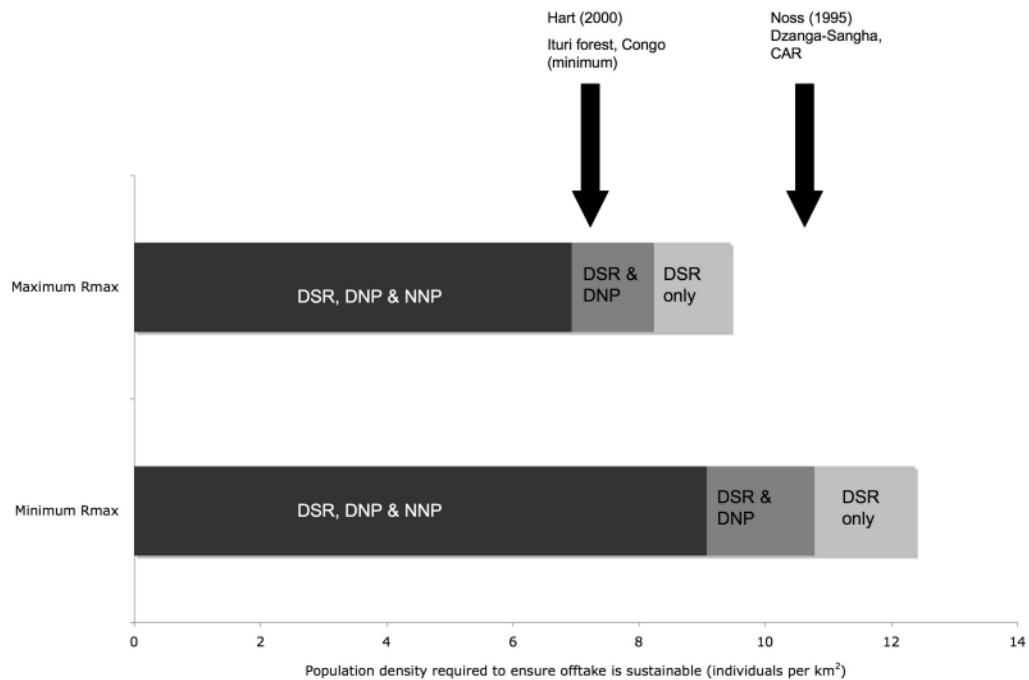 Hart (2000)
Ituri forest, Congo
(minimum)
Noss (1995)
Dzanga-Sangha,
CAR
Maximum Rmax
DSR, DNP & NNP
DSR &
DNP
DSR
only
Minimum Rmax
DSR, DNP & NNP
DSR &
DNP
DSR
only
0 2 4 6 8 10 12 14
Population density required to ensure offtake is sustainable (individuals per km²)